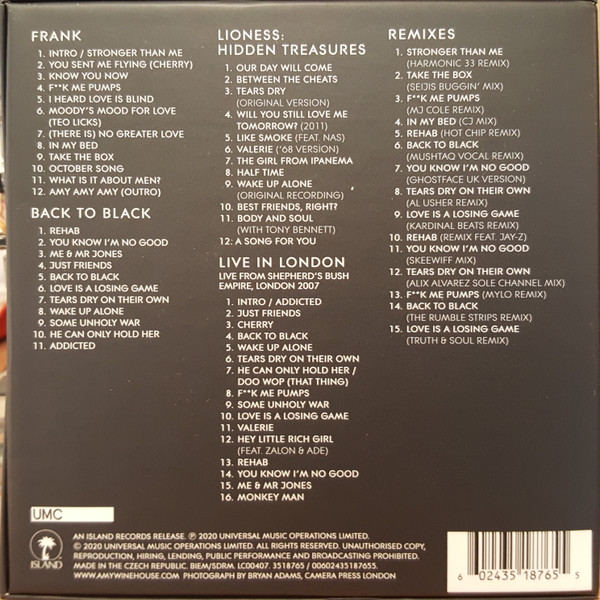 FRANK
1. INTRO / STRONGER THAN ME
2. YOU SENT ME FLYING (CHERRY)
3. KNOW YOU NOW
4. F**K ME PUMPS
5. I HEARD LOVE IS BLIND
6. MOODY'S MOOD FOR LOVE
(TEO LICKS)
7. (THERE IS) NO GREATER LOVE
8. IN MY BED
9. TAKE THE BOX
10. OCTOBER SONG
11. WHAT IS IT ABOUT MEN?
12. AMY AMY AMY (OUTRO)
BACK TO BLACK
1. REHAB
2. YOU KNOW I'M NO GOOD
3. ME & MR JONES
4. JUST FRIENDS
5. BACK TO BLACK
6. LOVE IS A LOSING GAME
7. TEARS DRY ON THEIR OWN
8. WAKE UP ALONE
9. SOME UNHOLY WAR
10. HE CAN ONLY HOLD HER
11. ADDICTED
LIONESS:
HIDDEN TREASURES
1. OUR DAY WILL COME
2. BETWEEN THE CHEATS
3. TEARS DRY
(ORIGINAL VERSION)
4. WILL YOU STILL LOVE ME
TOMORROW? (2011)
5. LIKE SMOKE (FEAT. NAS)
6. VALERIE ('68 VERSION)
7. THE GIRL FROM IPANEMA
8. HALF TIME
9. WAKE UP ALONE
(ORIGINAL RECORDING)
10. BEST FRIENDS, RIGHT?
11. BODY AND SOUL
(WITH TONY BENNETT)
12. A SONG FOR YOU
LIVE IN LONDON
LIVE FROM SHEPHERD'S BUSH
EMPIRE, LONDON 2007
1. INTRO / ADDICTED
2. JUST FRIENDS
3. CHERRY
4. BACK TO BLACK
5. WAKE UP ALONE
6. TEARS DRY ON THEIR OWN
7. HE CAN ONLY HOLD HER /
DOO WOP (THAT THING)
8. F**K ME PUMPS
9. SOME UNHOLY WAR
10. LOVE IS A LOSING GAME
11. VALERIE
12. HEY LITTLE RICH GIRL
(FEAT. ZALON & ADE)
13. REHAB
14. YOU KNOW I'M NO GOOD
15. ME & MR JONES
16. MONKEY MAN
REMIXES
1. STRONGER THAN ME
(HARMONIC 33 REMIX)
2. TAKE THE BOX
(SEIJIS BUGGIN' MIX)
3. F**K ME PUMPS
(MJ COLE REMIX)
4. IN MY BED (CJ MIX)
5. REHAB (HOT CHIP REMIX)
6. BACK TO BLACK
(MUSHTAQ VOCAL REMIX)
7. YOU KNOW I'M NO GOOD
(GHOSTFACE UK VERSION)
8. TEARS DRY ON THEIR OWN
(AL USHER REMIX)
9. LOVE IS A LOSING GAME
(KARDINAL BEATS REMIX)
10. REHAB (REMIX FEAT. JAY-Z)
11. YOU KNOW I'M NO GOOD
(SKEEWIFF MIX)
12. TEARS DRY ON THEIR OWN
(ALIX ALVAREZ SOLE CHANNEL MIX)
13. F**K ME PUMPS (MYLO REMIX)
14. BACK TO BLACK
(THE RUMBLE STRIPS REMIX)
15. LOVE IS A LOSING GAME
(TRUTH & SOUL REMIX)
UMC
ISLAND
AN ISLAND RECORDS RELEASE. ℗ 2020 UNIVERSAL MUSIC OPERATIONS LIMITED.
© 2020 UNIVERSAL MUSIC OPERATIONS LIMITED. ALL RIGHTS RESERVED. UNAUTHORISED COPY,
REPRODUCTION, HIRING, LENDING, PUBLIC PERFORMANCE AND BROADCASTING PROHIBITED.
MADE IN THE CZECH REPUBLIC. BIEM/SDRM. LC00407. 3518765 / 00602435187655.
WWW.AMYWINEHOUSE.COM PHOTOGRAPH BY BRYAN ADAMS, CAMERA PRESS LONDON
6 02435 18765 5